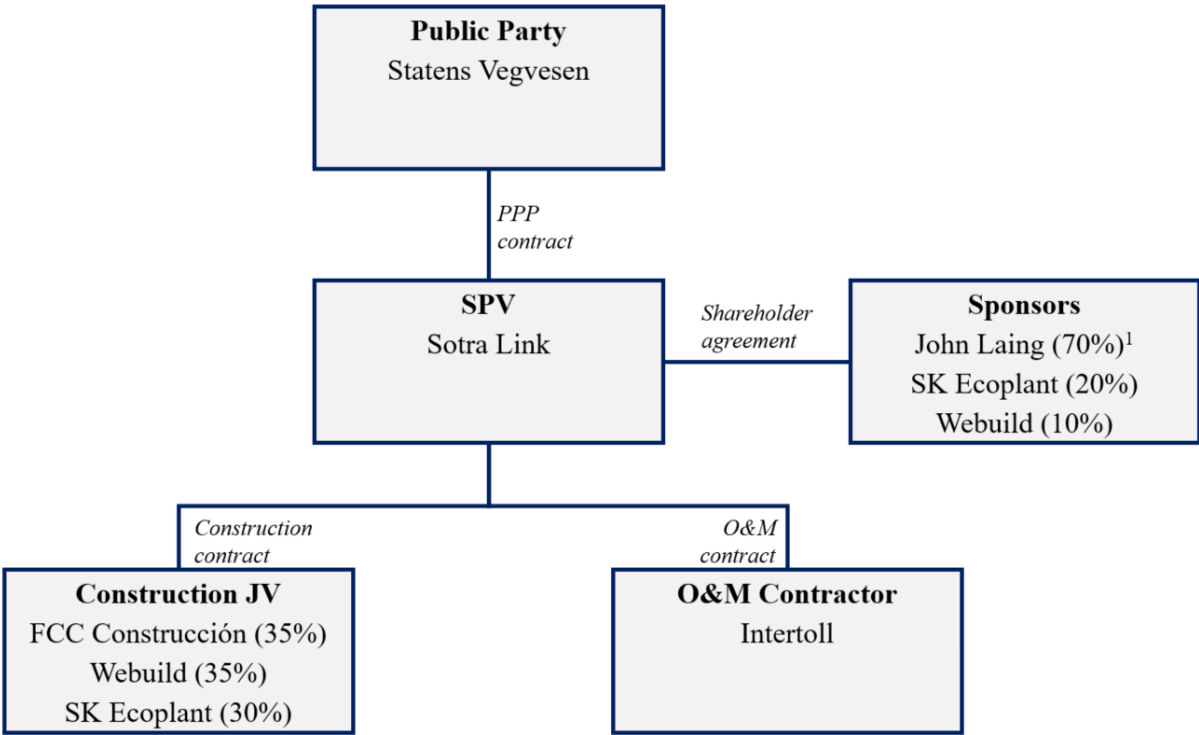 Public Party
Statens Vegvesen
PPP
contract
SPV
Sotra Link
Shareholder
agreement
Sponsors
John Laing (70%)¹
SK Ecoplant (20%)
Webuild (10%)
Construction
contract
O&M
contract
Construction JV
FCC Construcción (35%)
Webuild (35%)
SK Ecoplant (30%)
O&M Contractor
Intertoll